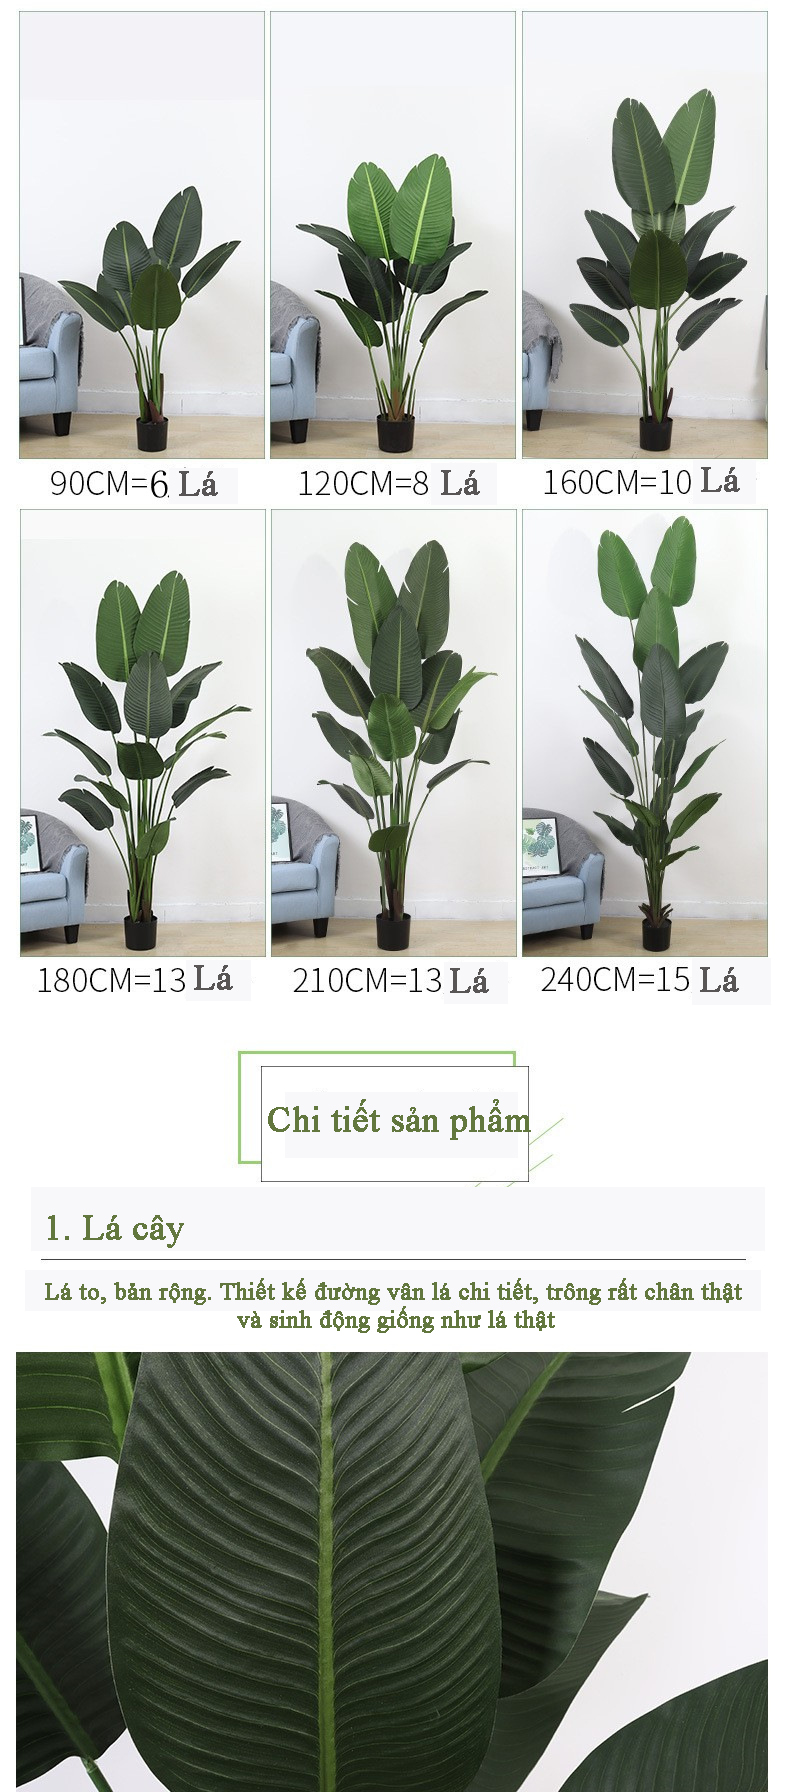 90CM=6 Lá
120CM=8 Lá
160CM=10 Lá
180CM=13 Lá
210CM=13 Lá
240CM=15 Lá
Chi tiết sản phẩm
1. Lá cây
Lá to, bản rộng. Thiết kế đường vân lá chi tiết, trông rất chân thật
và sinh động giống như lá thật